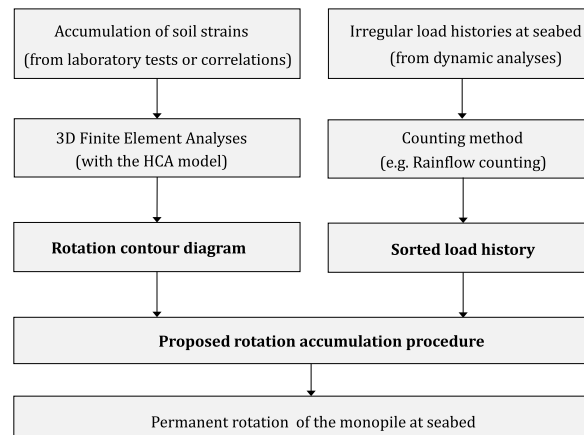 Accumulation of soil strains
(from laboratory tests or correlations)
Irregular load histories at seabed
(from dynamic analyses)
3D Finite Element Analyses
(with the HCA model)
Counting method
(e.g. Rainflow counting)
Rotation contour diagram
Sorted load history
Proposed rotation accumulation procedure
Permanent rotation of the monopile at seabed